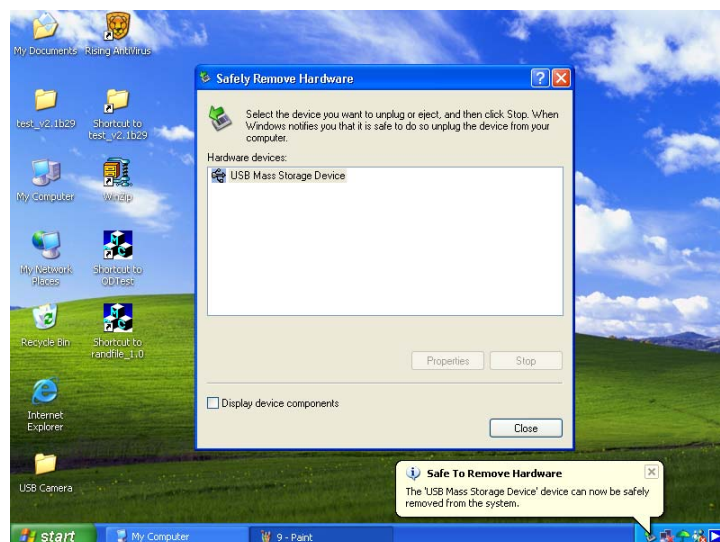 My Documents
Rising AntiVirus
test_v2.1b29
Shortcut to
test_v2.1b29
My Computer
Winzip
My Network
Places
Shortcut to
ODTest
Recycle Bin
Shortcut to
randfile_1.0
Internet
Explorer
USB Camera
Safely Remove Hardware
Select the device you want to unplug or eject, and then click Stop. When
Windows notifies you that it is safe to do so unplug the device from your
computer.
Hardware devices:
USB Mass Storage Device
Properties
Stop
Display device components
Close
Safe To Remove Hardware
The 'USB Mass Storage Device' device can now be safely
removed from the system.
start
My Computer
9 - Paint